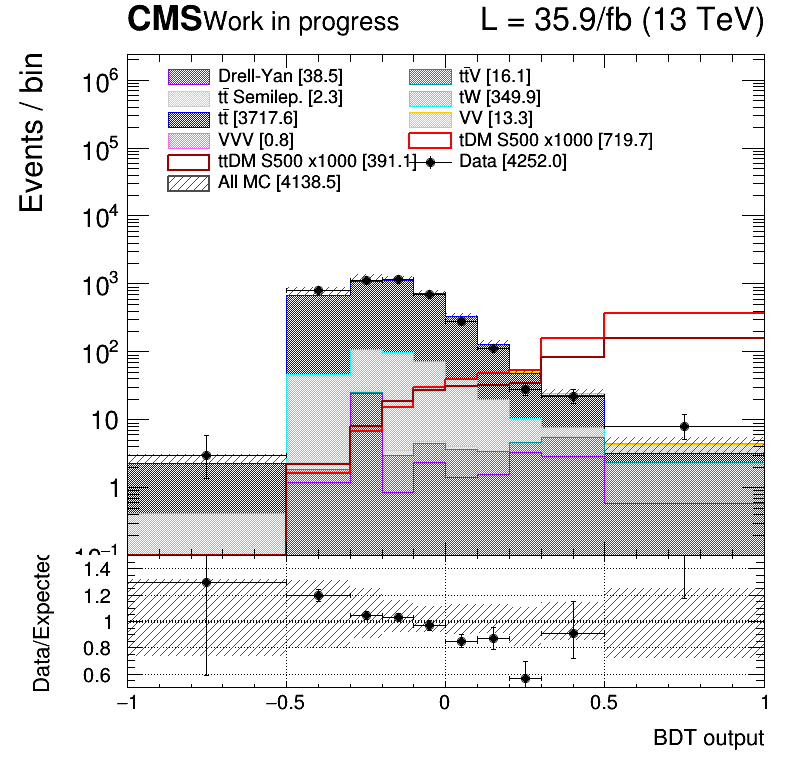 CMS Work in progress L = 35.9/fb (13 TeV)
Events / bin
Drell-Yan [38.5] tt̄V [16.1]
tt̄ Semilep. [2.3] tW [349.9]
tt̄ [3717.6] VV [13.3]
VVV [0.8] tDM S500 x1000 [719.7]
ttDM S500 x1000 [391.1] Data [4252.0]
All MC [4138.5]
10⁶
10⁵
10⁴
10³
10²
10
1
10⁻¹
Data/Expected
1.4
1.2
1
0.8
0.6
−1 −0.5 0 0.5 1
BDT output